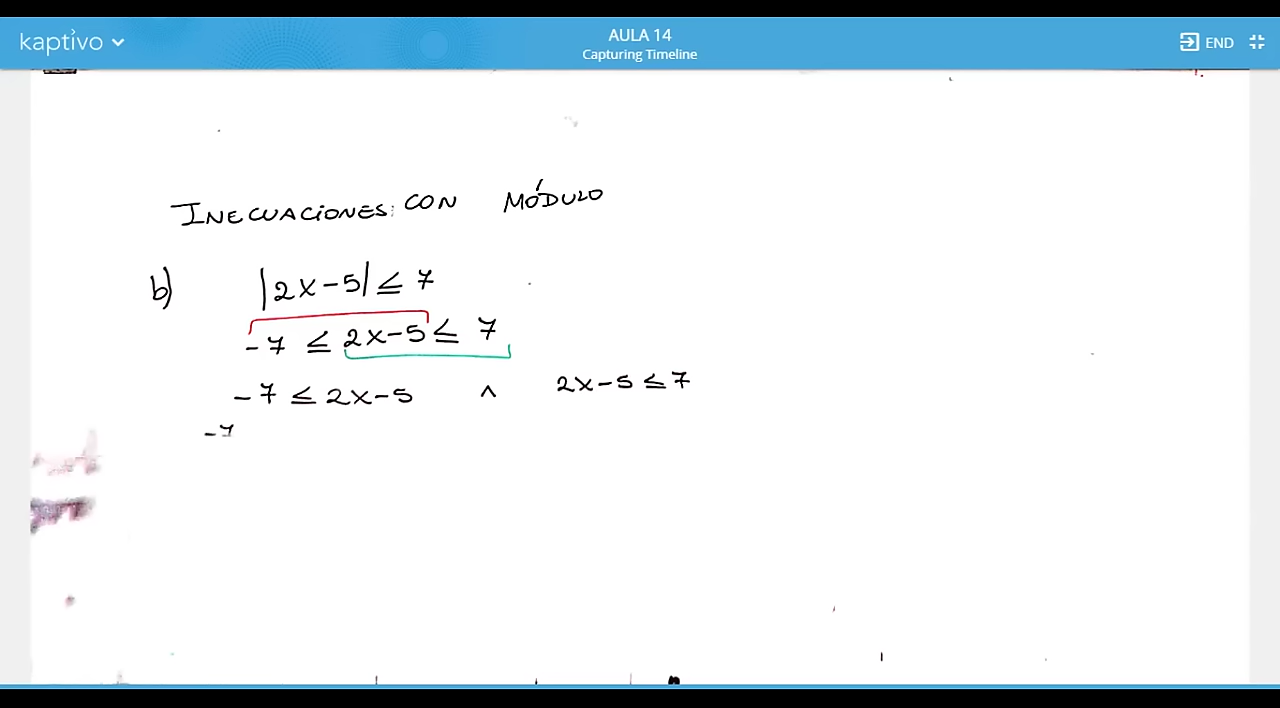 kaptivo
AULA 14
Capturing Timeline
END
INECUACIONES CON MÓDULO
b) |2x-5| ≤ 7
-7 ≤ 2x-5 ≤ 7
-7 ≤ 2x-5 ^ 2x-5 ≤ 7
-7